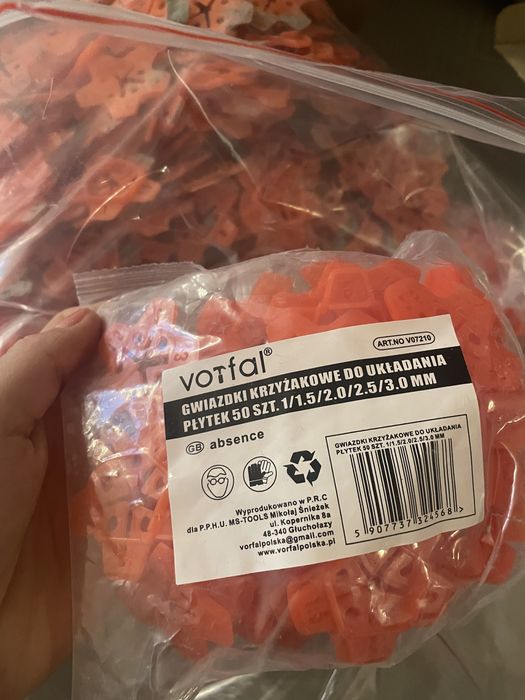 votfal®
ART.NO V07210
GWIAZDKI KRZYŻAKOWE DO UKŁADANIA
PŁYTEK 50 SZT. 1/1.5/2.0/2.5/3.0 MM
GB absence
Wyprodukowano w P.R.C
dla P.P.H.U. MS-TOOLS Mikołaj Śnieżek
ul. Kopernika 8a
48-340 Głuchołazy
vorfalpolska@gmail.com
www.vorfalpolska.pl
GWIAZDKI KRZYŻAKOWE DO UKŁADANIA
PŁYTEK 50 SZT. 1/1.5/2.0/2.5/3.0 MM
5 907737 324568 >